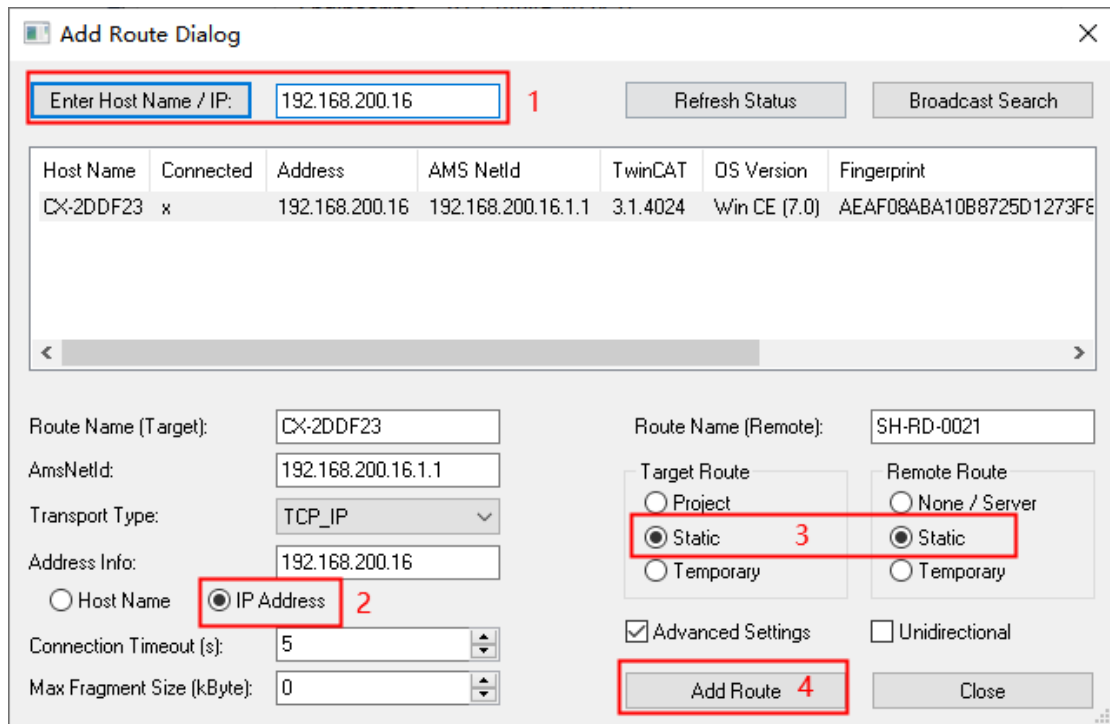 Add Route Dialog
Enter Host Name / IP: 192.168.200.16 1 Refresh Status Broadcast Search
Host Name Connected Address AMS NetId TwinCAT OS Version Fingerprint
CX-2DDF23 x 192.168.200.16 192.168.200.16.1.1 3.1.4024 Win CE (7.0) AEAF08ABA10B8725D1273F8
Route Name (Target): CX-2DDF23 Route Name (Remote): SH-RD-0021
AmsNetId: 192.168.200.16.1.1 Target Route Remote Route
Project None / Server
Transport Type: TCP_IP
Static 3 Static
Address Info: 192.168.200.16
Temporary Temporary
Host Name IP Address 2
Advanced Settings Unidirectional
Connection Timeout (s): 5
Max Fragment Size (kByte): 0 Add Route 4 Close